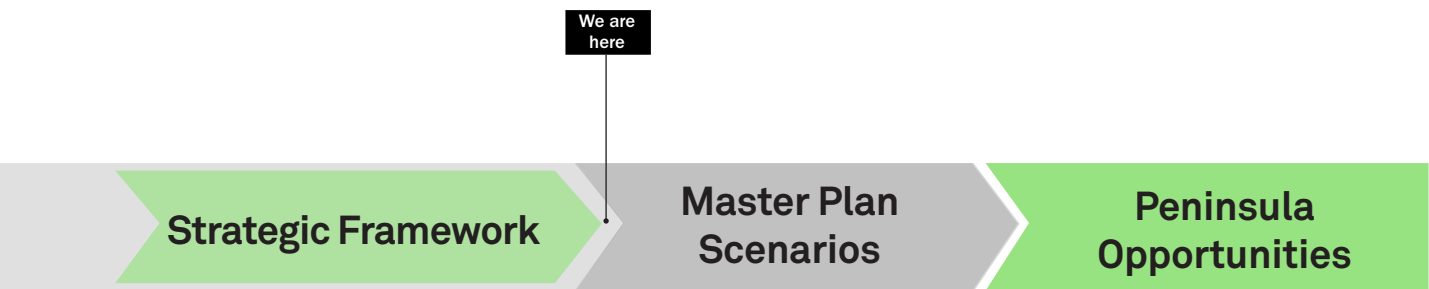 We are
here
Strategic Framework
Master Plan
Scenarios
Peninsula
Opportunities